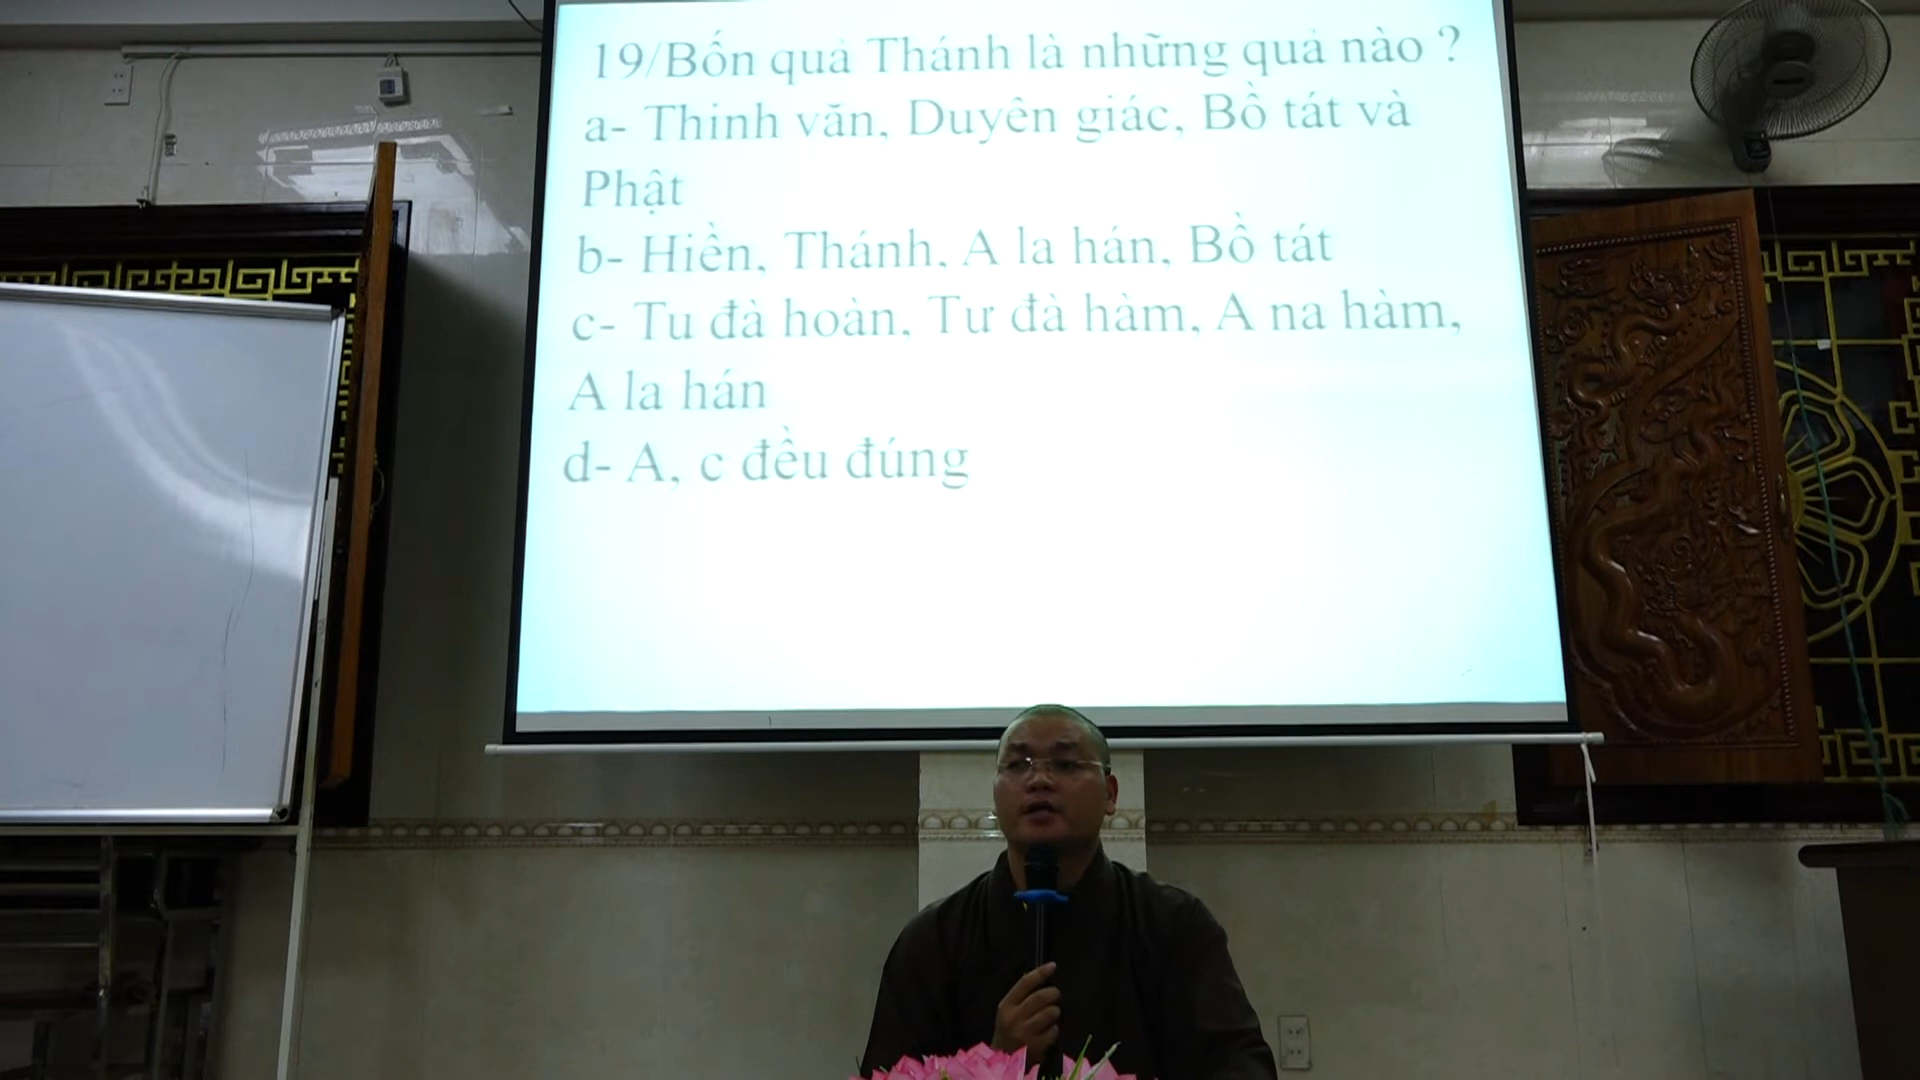 19/Bốn quả Thánh là những quả nào ?
a- Thinh văn, Duyên giác, Bồ tát và
Phật
b- Hiền, Thánh, A la hán, Bồ tát
c- Tu đà hoàn, Tư đà hàm, A na hàm,
A la hán
d- A, c đều đúng